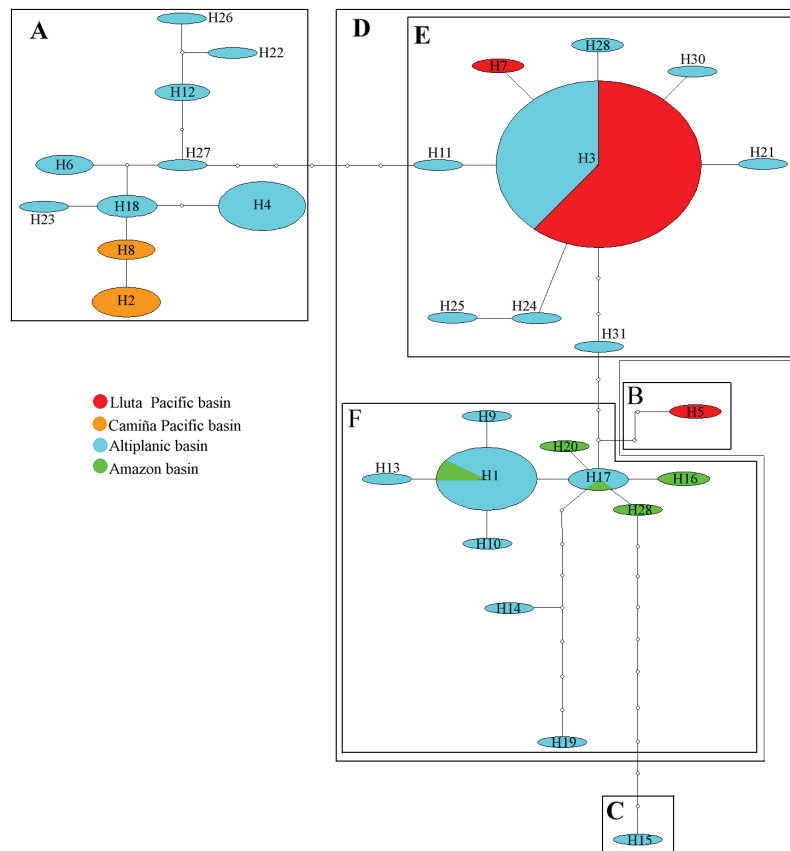 A
H26
H22
H12
H27
H6
H18
H4
H23
H8
H2
D
E
H28
H7
H30
H3
H11
H21
H25
H24
H31
Lluta Pacific basin
Camiña Pacific basin
Altiplanic basin
Amazon basin
B
H5
F
H9
H20
H13
H1
H17
H16
H28
H10
H14
H19
C
H15